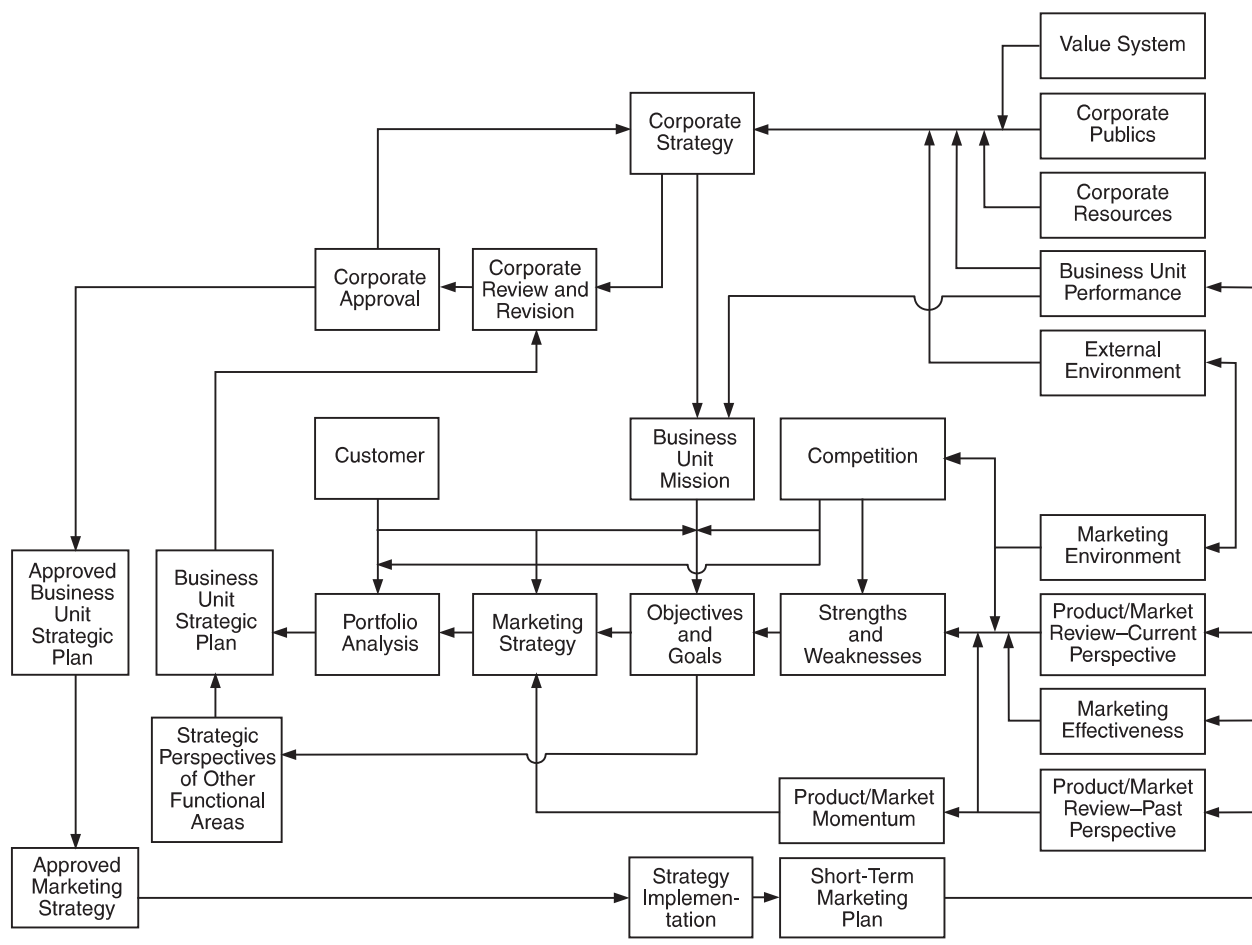 Value System
Corporate
Strategy
Corporate
Publics
Corporate
Resources
Corporate
Approval
Corporate
Review and
Revision
Business Unit
Performance
External
Environment
Customer
Business
Unit
Mission
Competition
Marketing
Environment
Approved
Business
Unit
Strategic
Plan
Business
Unit
Strategic
Plan
Portfolio
Analysis
Marketing
Strategy
Objectives
and
Goals
Strengths
and
Weaknesses
Product/Market
Review–Current
Perspective
Marketing
Effectiveness
Strategic
Perspectives
of Other
Functional
Areas
Product/Market
Momentum
Product/Market
Review–Past
Perspective
Approved
Marketing
Strategy
Strategy
Implemen-
tation
Short-Term
Marketing
Plan